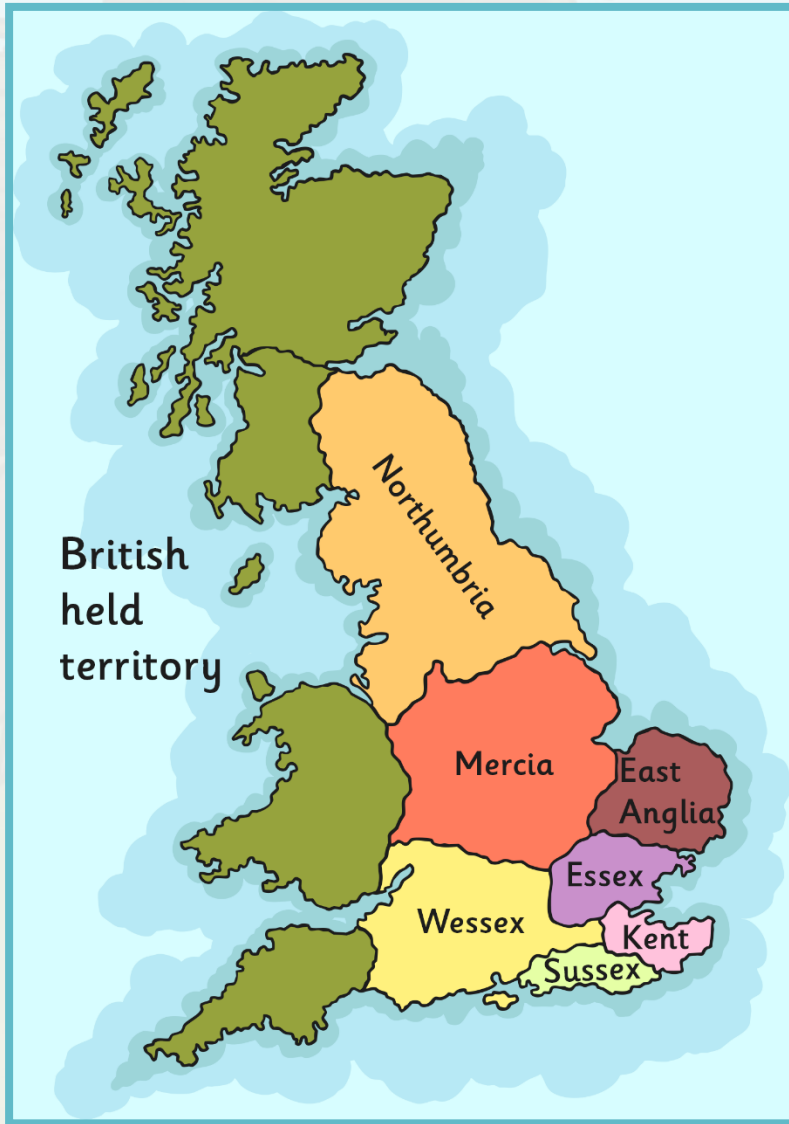 Northumbria
British
held
territory
Mercia
East
Anglia
Essex
Wessex
Kent
Sussex